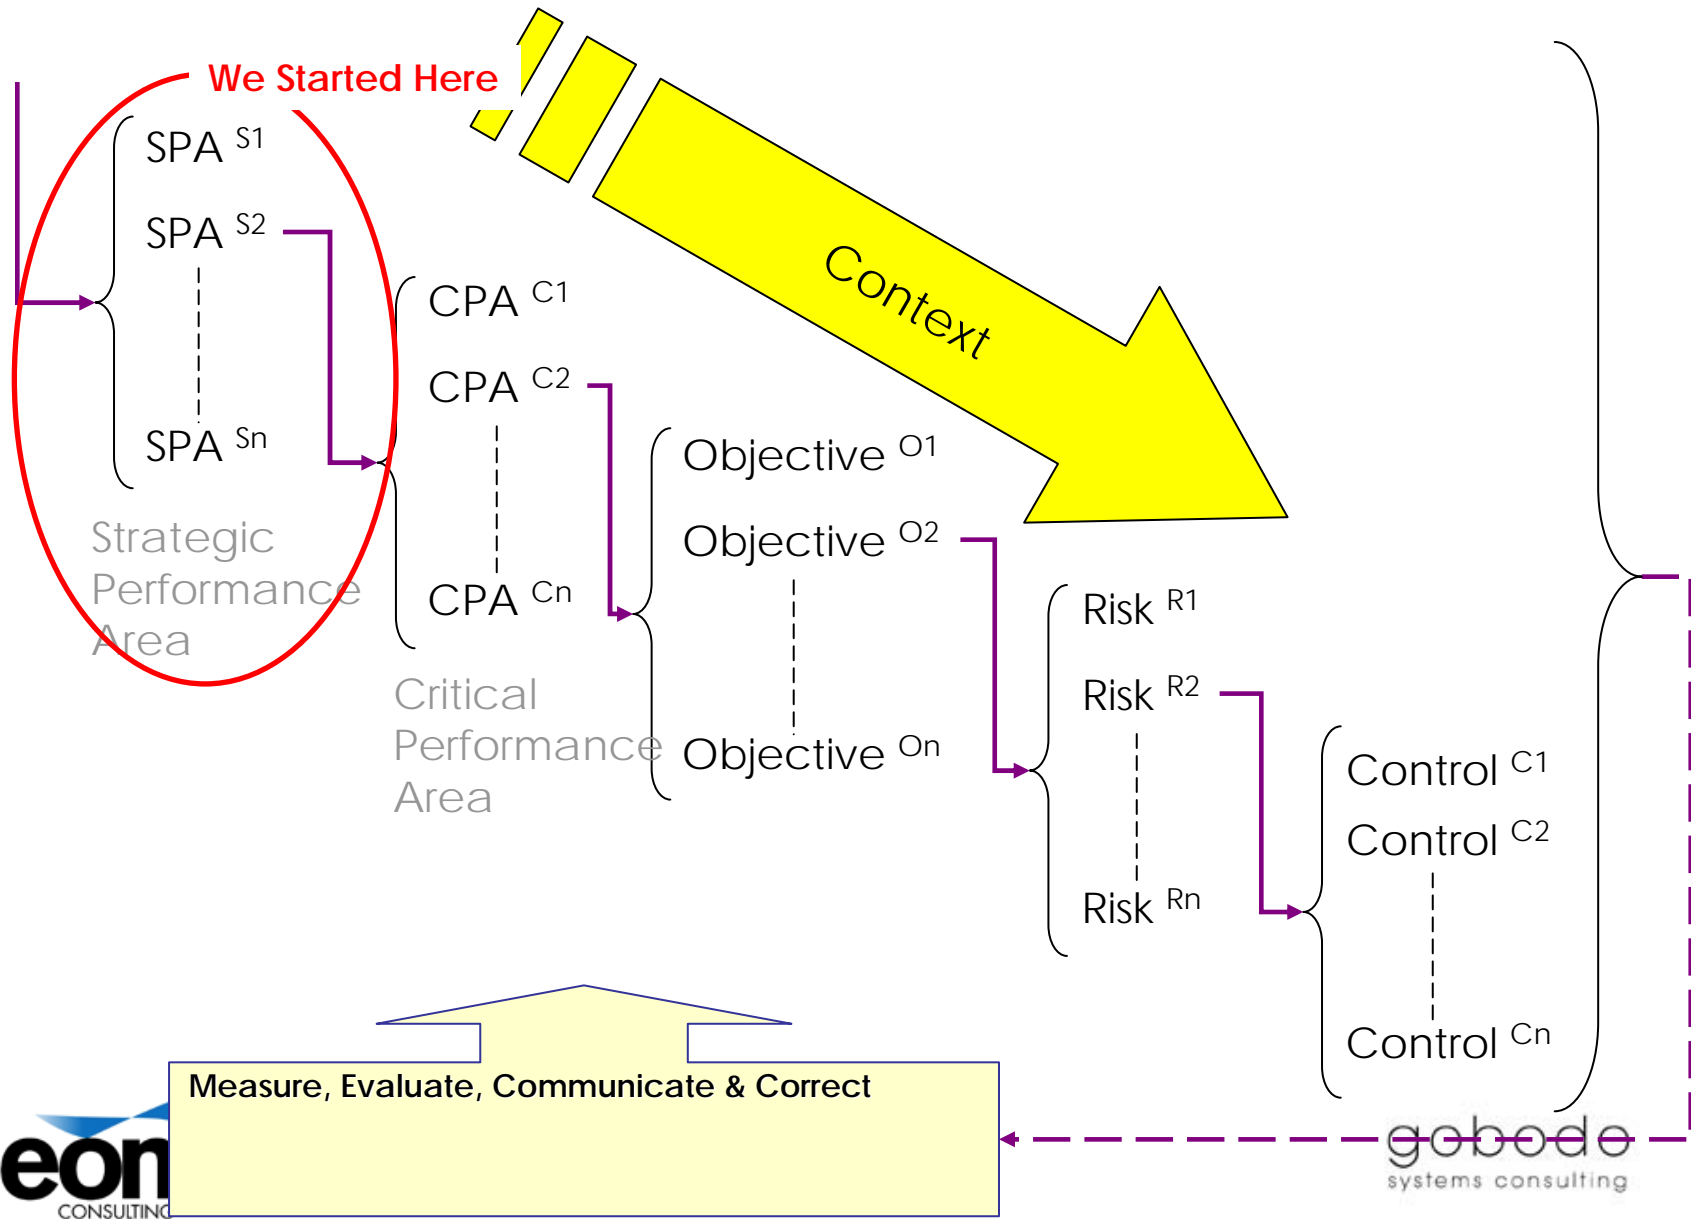 We Started Here
SPA S1
SPA S2
SPA Sn
Strategic
Performance
Area
CPA C1
CPA C2
CPA Cn
Critical
Performance
Area
Context
Objective O1
Objective O2
Objective On
Risk R1
Risk R2
Risk Rn
Control C1
Control C2
Control Cn
Measure, Evaluate, Communicate & Correct
eon
CONSULTING
gobodo
systems consulting